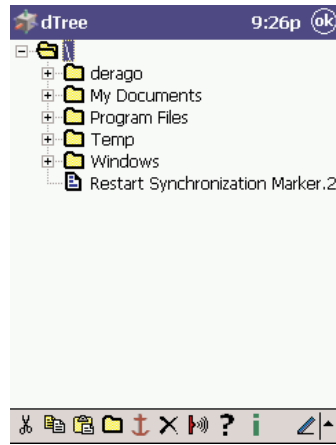 dTree 9:26p ok
\
derago
My Documents
Program Files
Temp
Windows
Restart Synchronization Marker.2
?
i